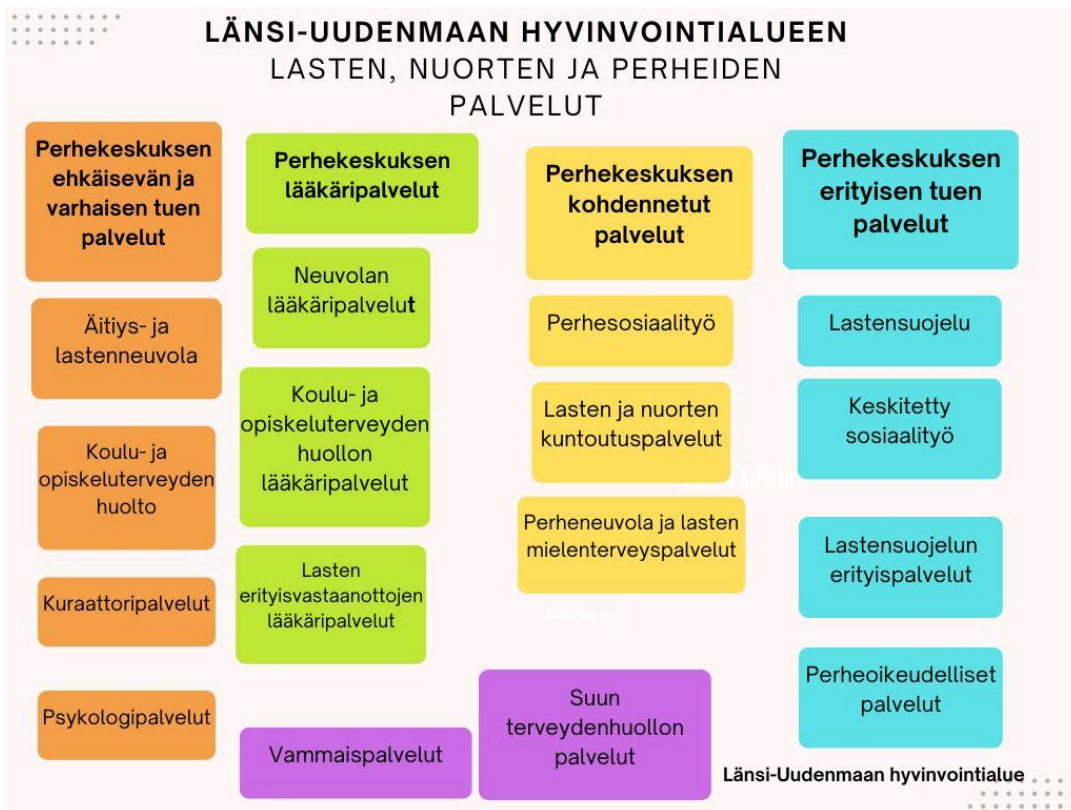 LÄNSI-UUDENMAAN HYVINVOINTIALUEEN
LASTEN, NUORTEN JA PERHEIDEN
PALVELUT
Perhekeskuksen
ehkäisevän ja
varhaisen tuen
palvelut
Äitiys- ja
lastenneuvola
Koulu- ja
opiskeluterveyden
huolto
Kuraattoripalvelut
Psykologipalvelut
Perhekeskuksen
lääkäripalvelut
Neuvolan
lääkäripalvelut
Koulu- ja
opiskeluterveyden
huollon
lääkäripalvelut
Lasten
erityisvastaanottojen
lääkäripalvelut
Vammaispalvelut
Perhekeskuksen
kohdennetut
palvelut
Perhesosiaalityö
Lasten ja nuorten
kuntoutuspalvelut
Perheneuvola ja lasten
mielenterveyspalvelut
Suun
terveydenhuollon
palvelut
Perhekeskuksen
erityisen tuen
palvelut
Lastensuojelu
Keskitetty
sosiaalityö
Lastensuojelun
erityispalvelut
Perheoikeudelliset
palvelut
Länsi-Uudenmaan hyvinvointialue